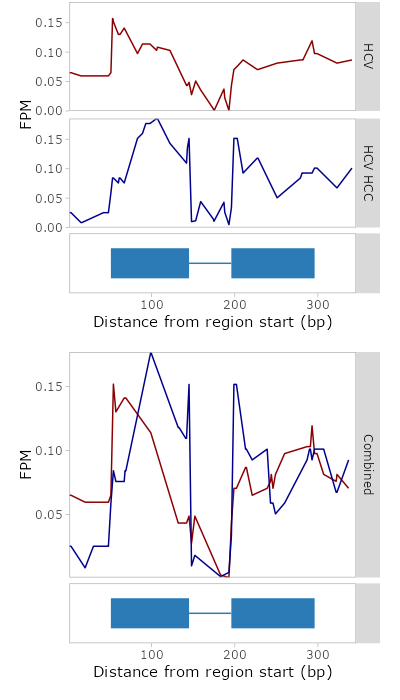 0.15
0.10
0.05
0.00
HCV
FPM
0.15
0.10
0.05
0.00
HCV HCC
100 200 300
Distance from region start (bp)
0.15
0.10
0.05
FPM
Combined
100 200 300
Distance from region start (bp)